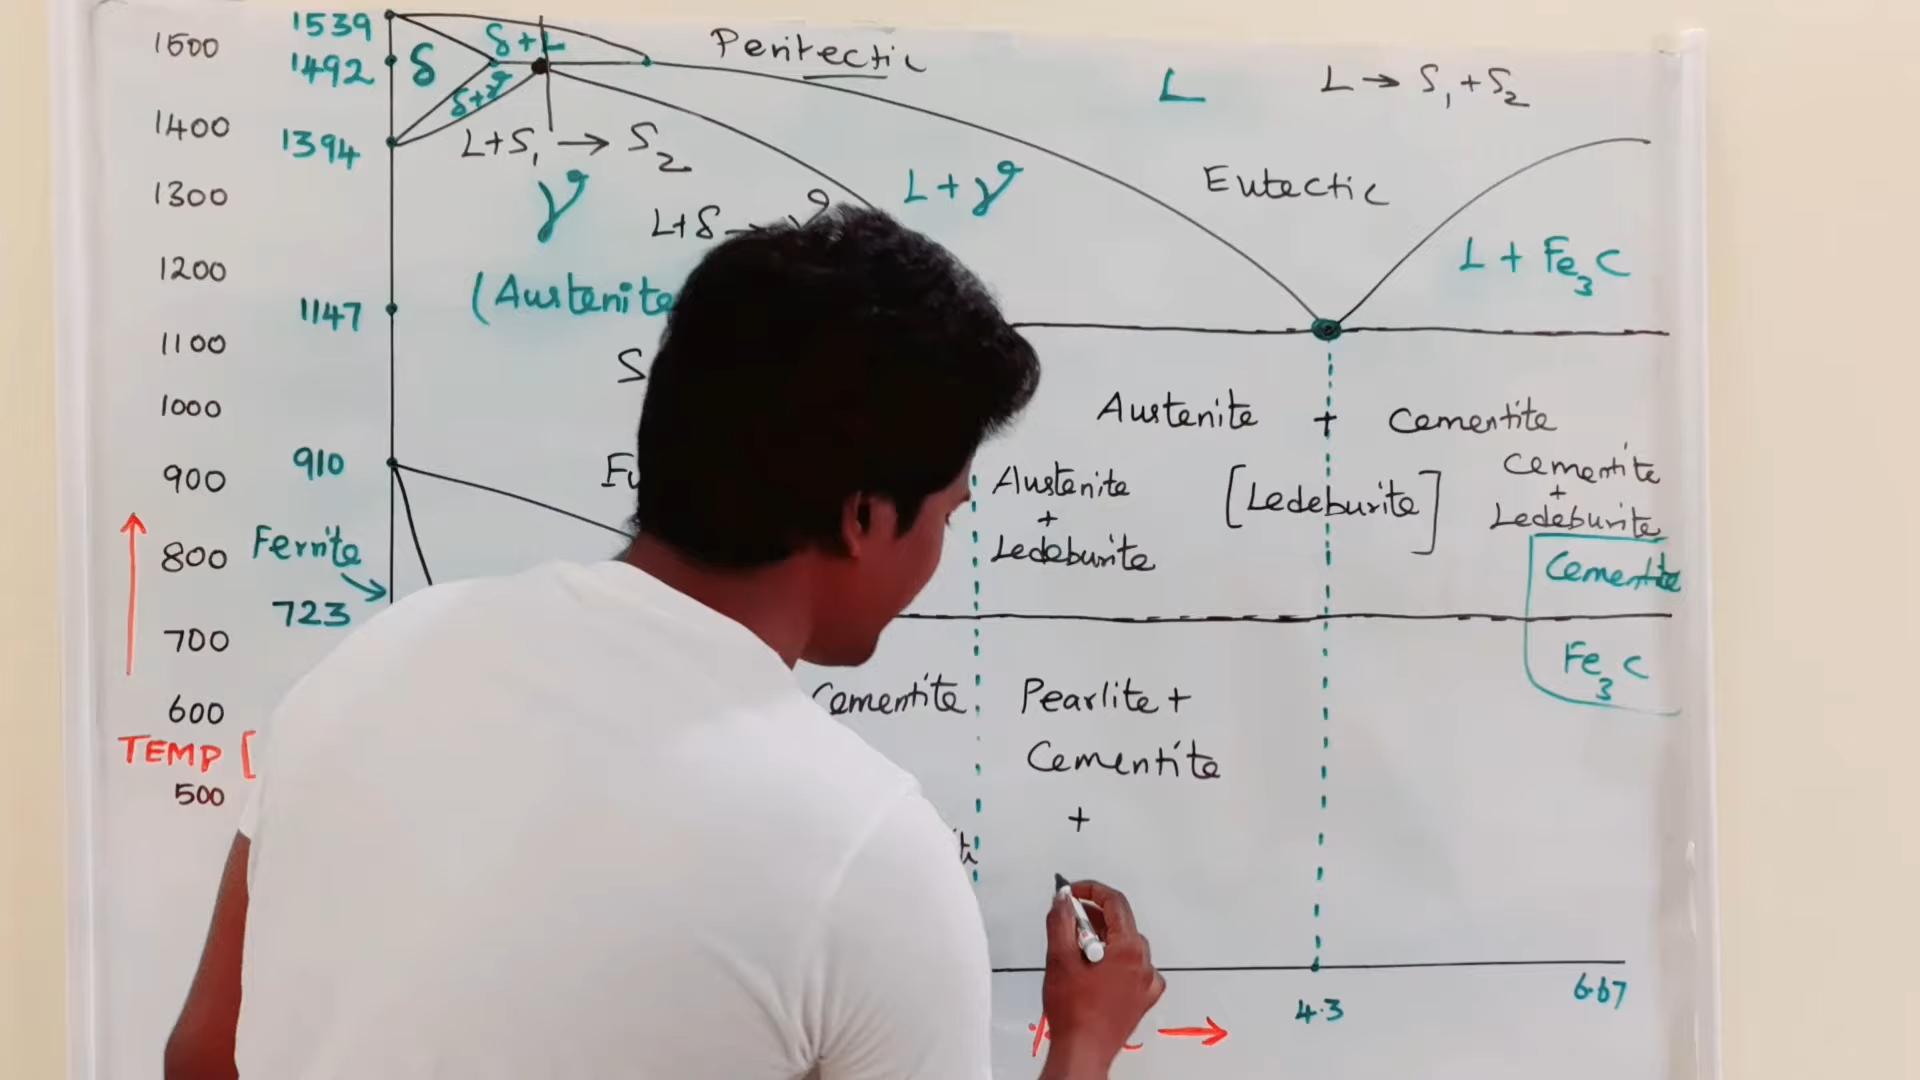 1500
1400
1300
1200
1100
1000
900
800
700
600
500
TEMP [
1539
1492
1394
1147
910
Ferrite
723
δ
δ+L
δ+γ
Peritectic
L+S₁ → S₂
γ
L+δ → γ
(Austenite
L+γ
L
L → S₁+S₂
Eutectic
L + Fe₃C
Austenite + Cementite
Austenite
+
Ledeburite
[Ledeburite]
Cementite
+
Ledeburite
Cementite
Fe₃C
Cementite
Pearlite +
Cementite
+
4.3
6.67